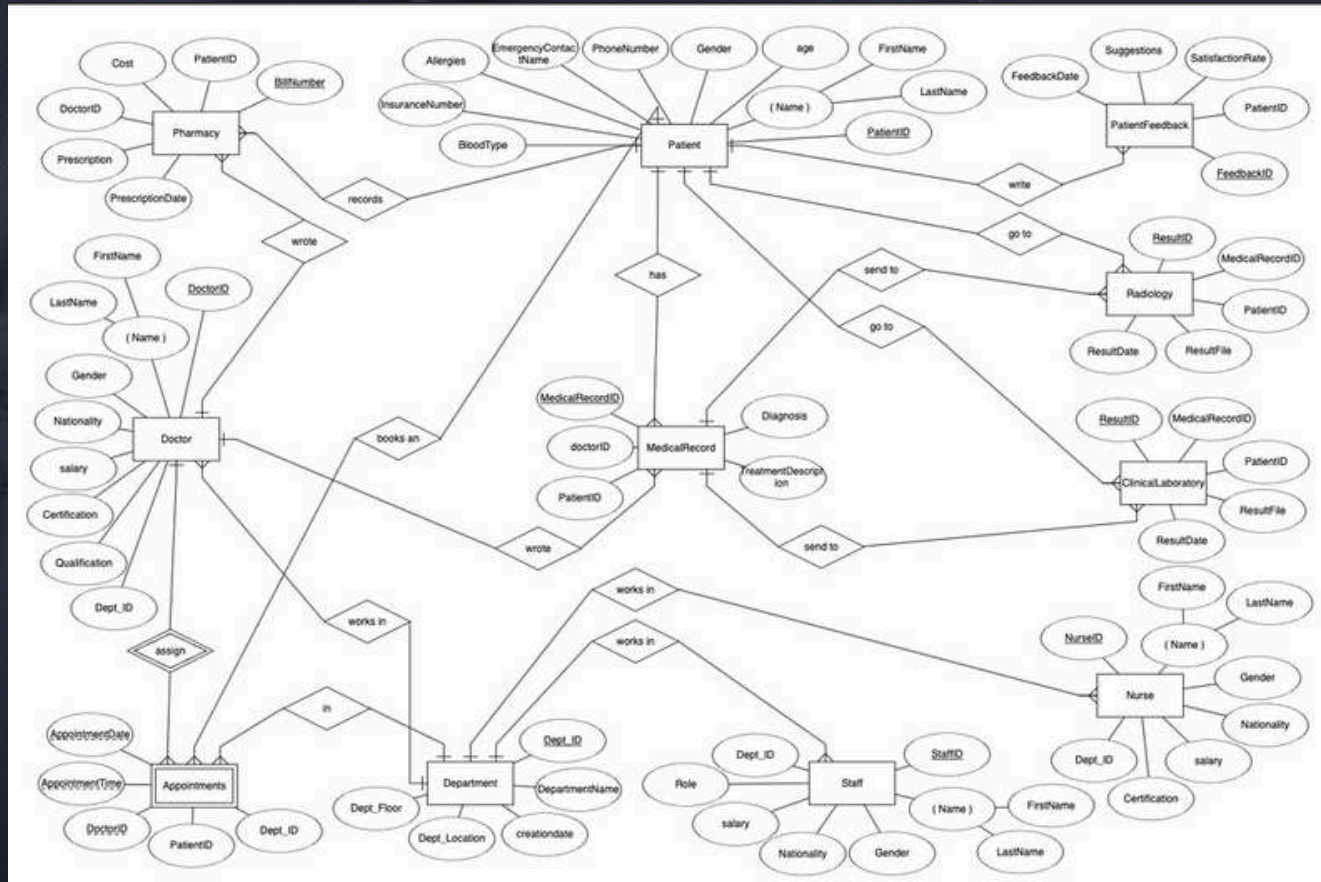 Cost
PatientID
BillNumber
DoctorID
Pharmacy
Prescription
PrescriptionDate
records
wrote
Allergies
EmergencyContac
tName
PhoneNumber
Gender
age
FirstName
( Name )
LastName
InsuranceNumber
BloodType
Patient
PatientID
Suggestions
FeedbackDate
SatisfactionRate
PatientFeedback
PatientID
FeedbackID
write
go to
ResultID
MedicalRecordID
Radiology
PatientID
ResultDate
ResultFile
send to
has
go to
FirstName
DoctorID
LastName
( Name )
Gender
Nationality
Doctor
salary
Certification
Qualification
Dept_ID
books an
MedicalRecordID
Diagnosis
doctorID
MedicalRecord
TreatmentDescript
ion
PatientID
wrote
send to
ResultID
MedicalRecordID
PatientID
ClinicalLaboratory
ResultFile
ResultDate
assign
works in
works in
works in
in
FirstName
LastName
NurseID
( Name )
Gender
Nurse
Nationality
Dept_ID
salary
Certification
AppointmentDate
AppointmentTime
Appointments
DoctorID
PatientID
Dept_ID
Dept_ID
Department
DepartmentName
Dept_Floor
Dept_Location
creationdate
Dept_ID
StaffID
Role
Staff
( Name )
FirstName
salary
Nationality
Gender
LastName